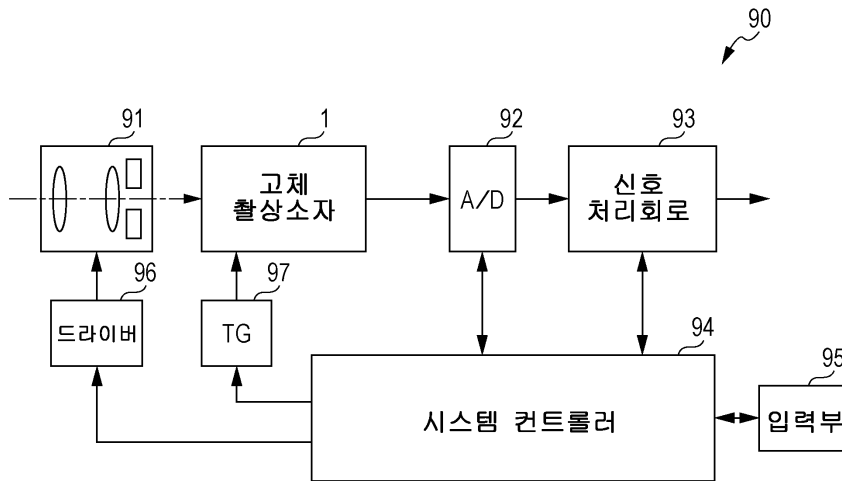 90
91
1
92
93
고체
촬상소자
A/D
신호
처리회로
96
97
드라이버
TG
94
95
시스템 컨트롤러
입력부